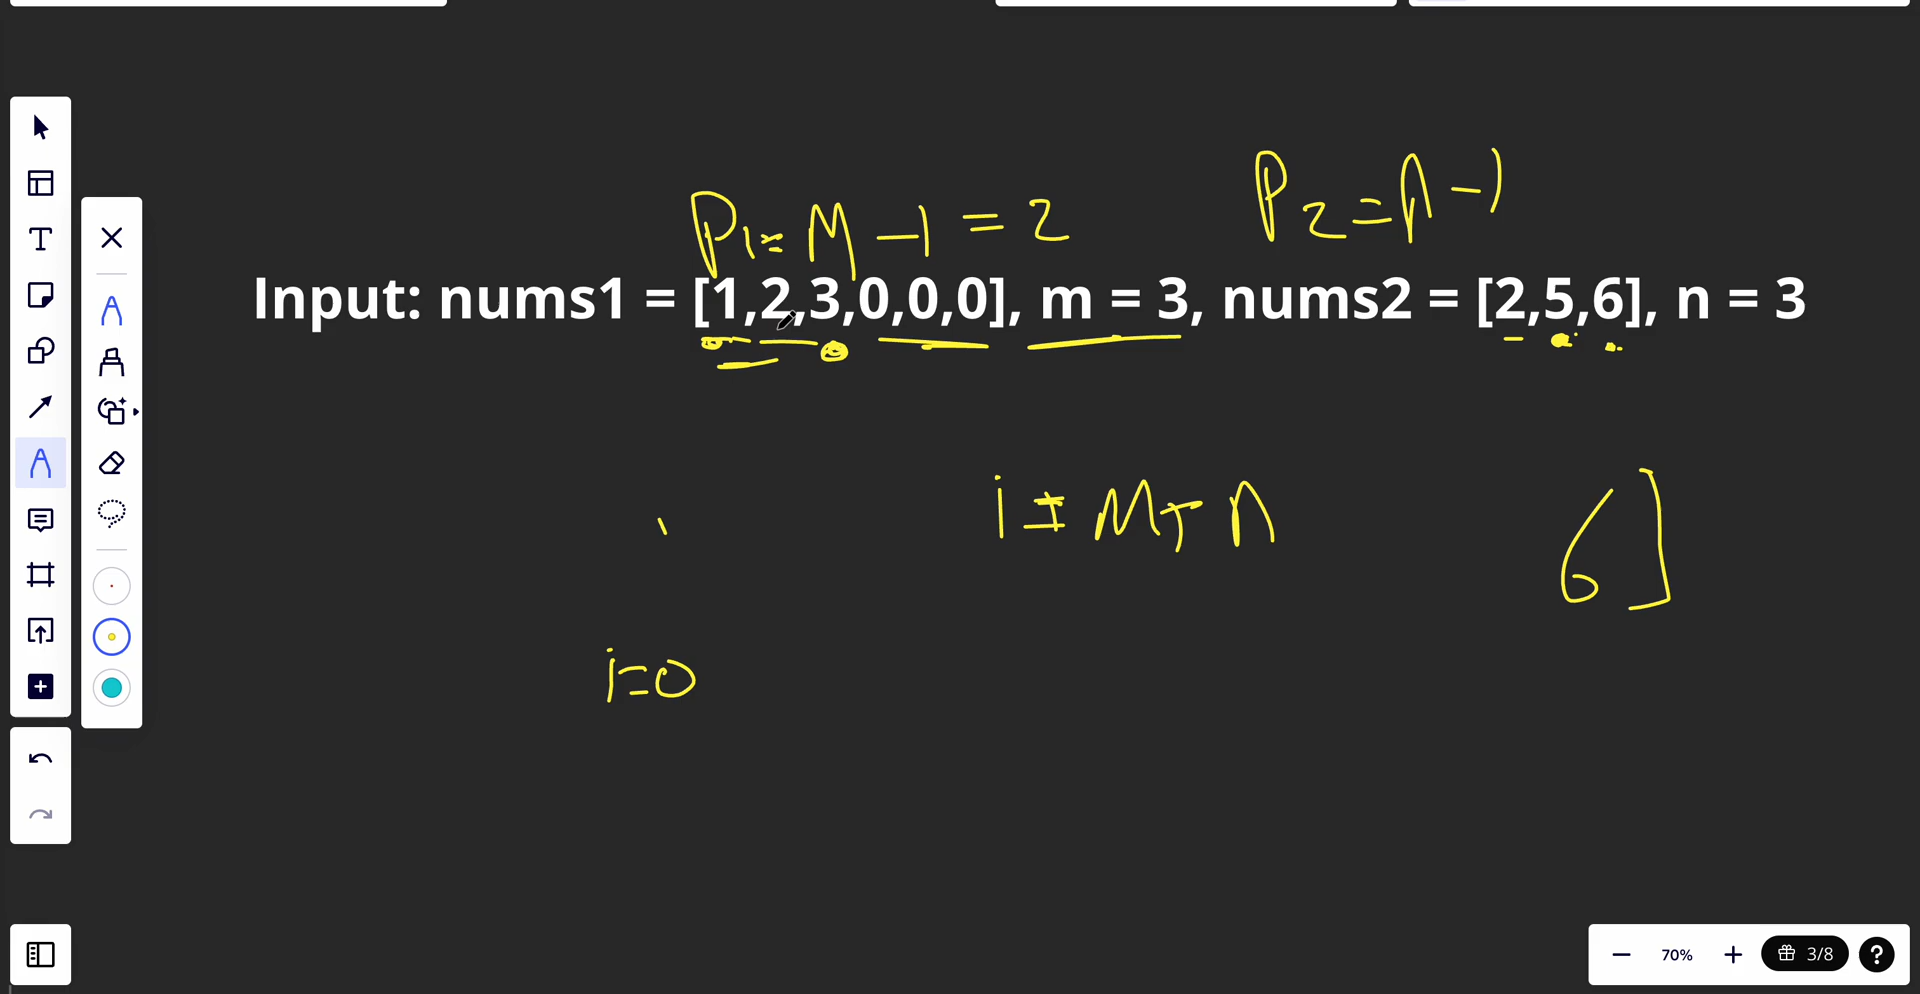 P1 = M - 1 = 2
P2 = n - 1
Input: nums1 = [1,2,3,0,0,0], m = 3, nums2 = [2,5,6], n = 3
i = M + n
6]
i=0
70%
3/8